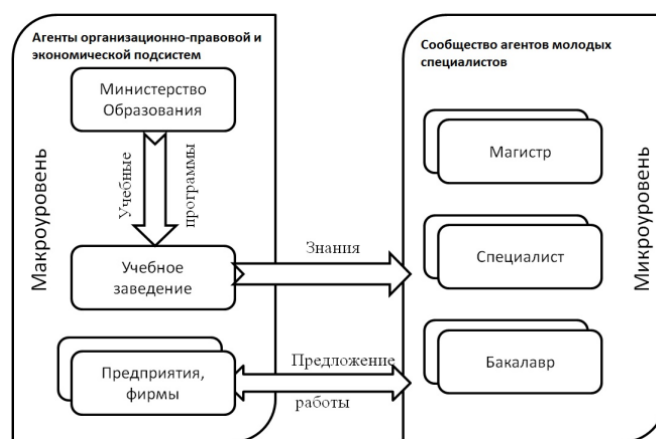 Агенты организационно-правовой и
экономической подсистем
Министерство
Образования
Макроуровень
Учебные
программы
Учебное
заведение
Предприятия,
фирмы
Знания
Предложение
работы
Сообщество агентов молодых
специалистов
Магистр
Специалист
Бакалавр
Микроуровень